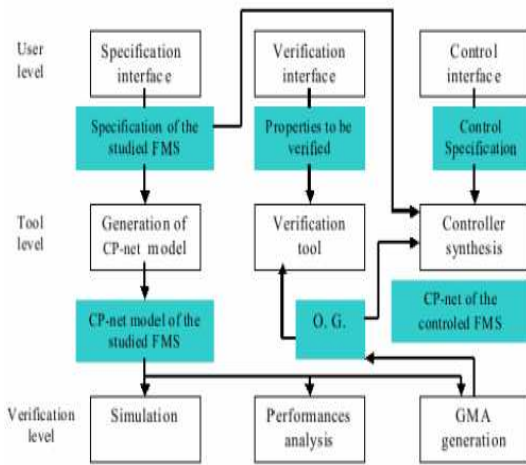 User
level
Specification
interface
Verification
interface
Control
interface
Specification of the
studied FMS
Properties to be
verified
Control
Specification
Tool
level
Generation of
CP-net model
Verification
tool
Controller
synthesis
CP-net model of the
studied FMS
O. G.
CP-net of the
controled FMS
Verification
level
Simulation
Performances
analysis
GMA
generation